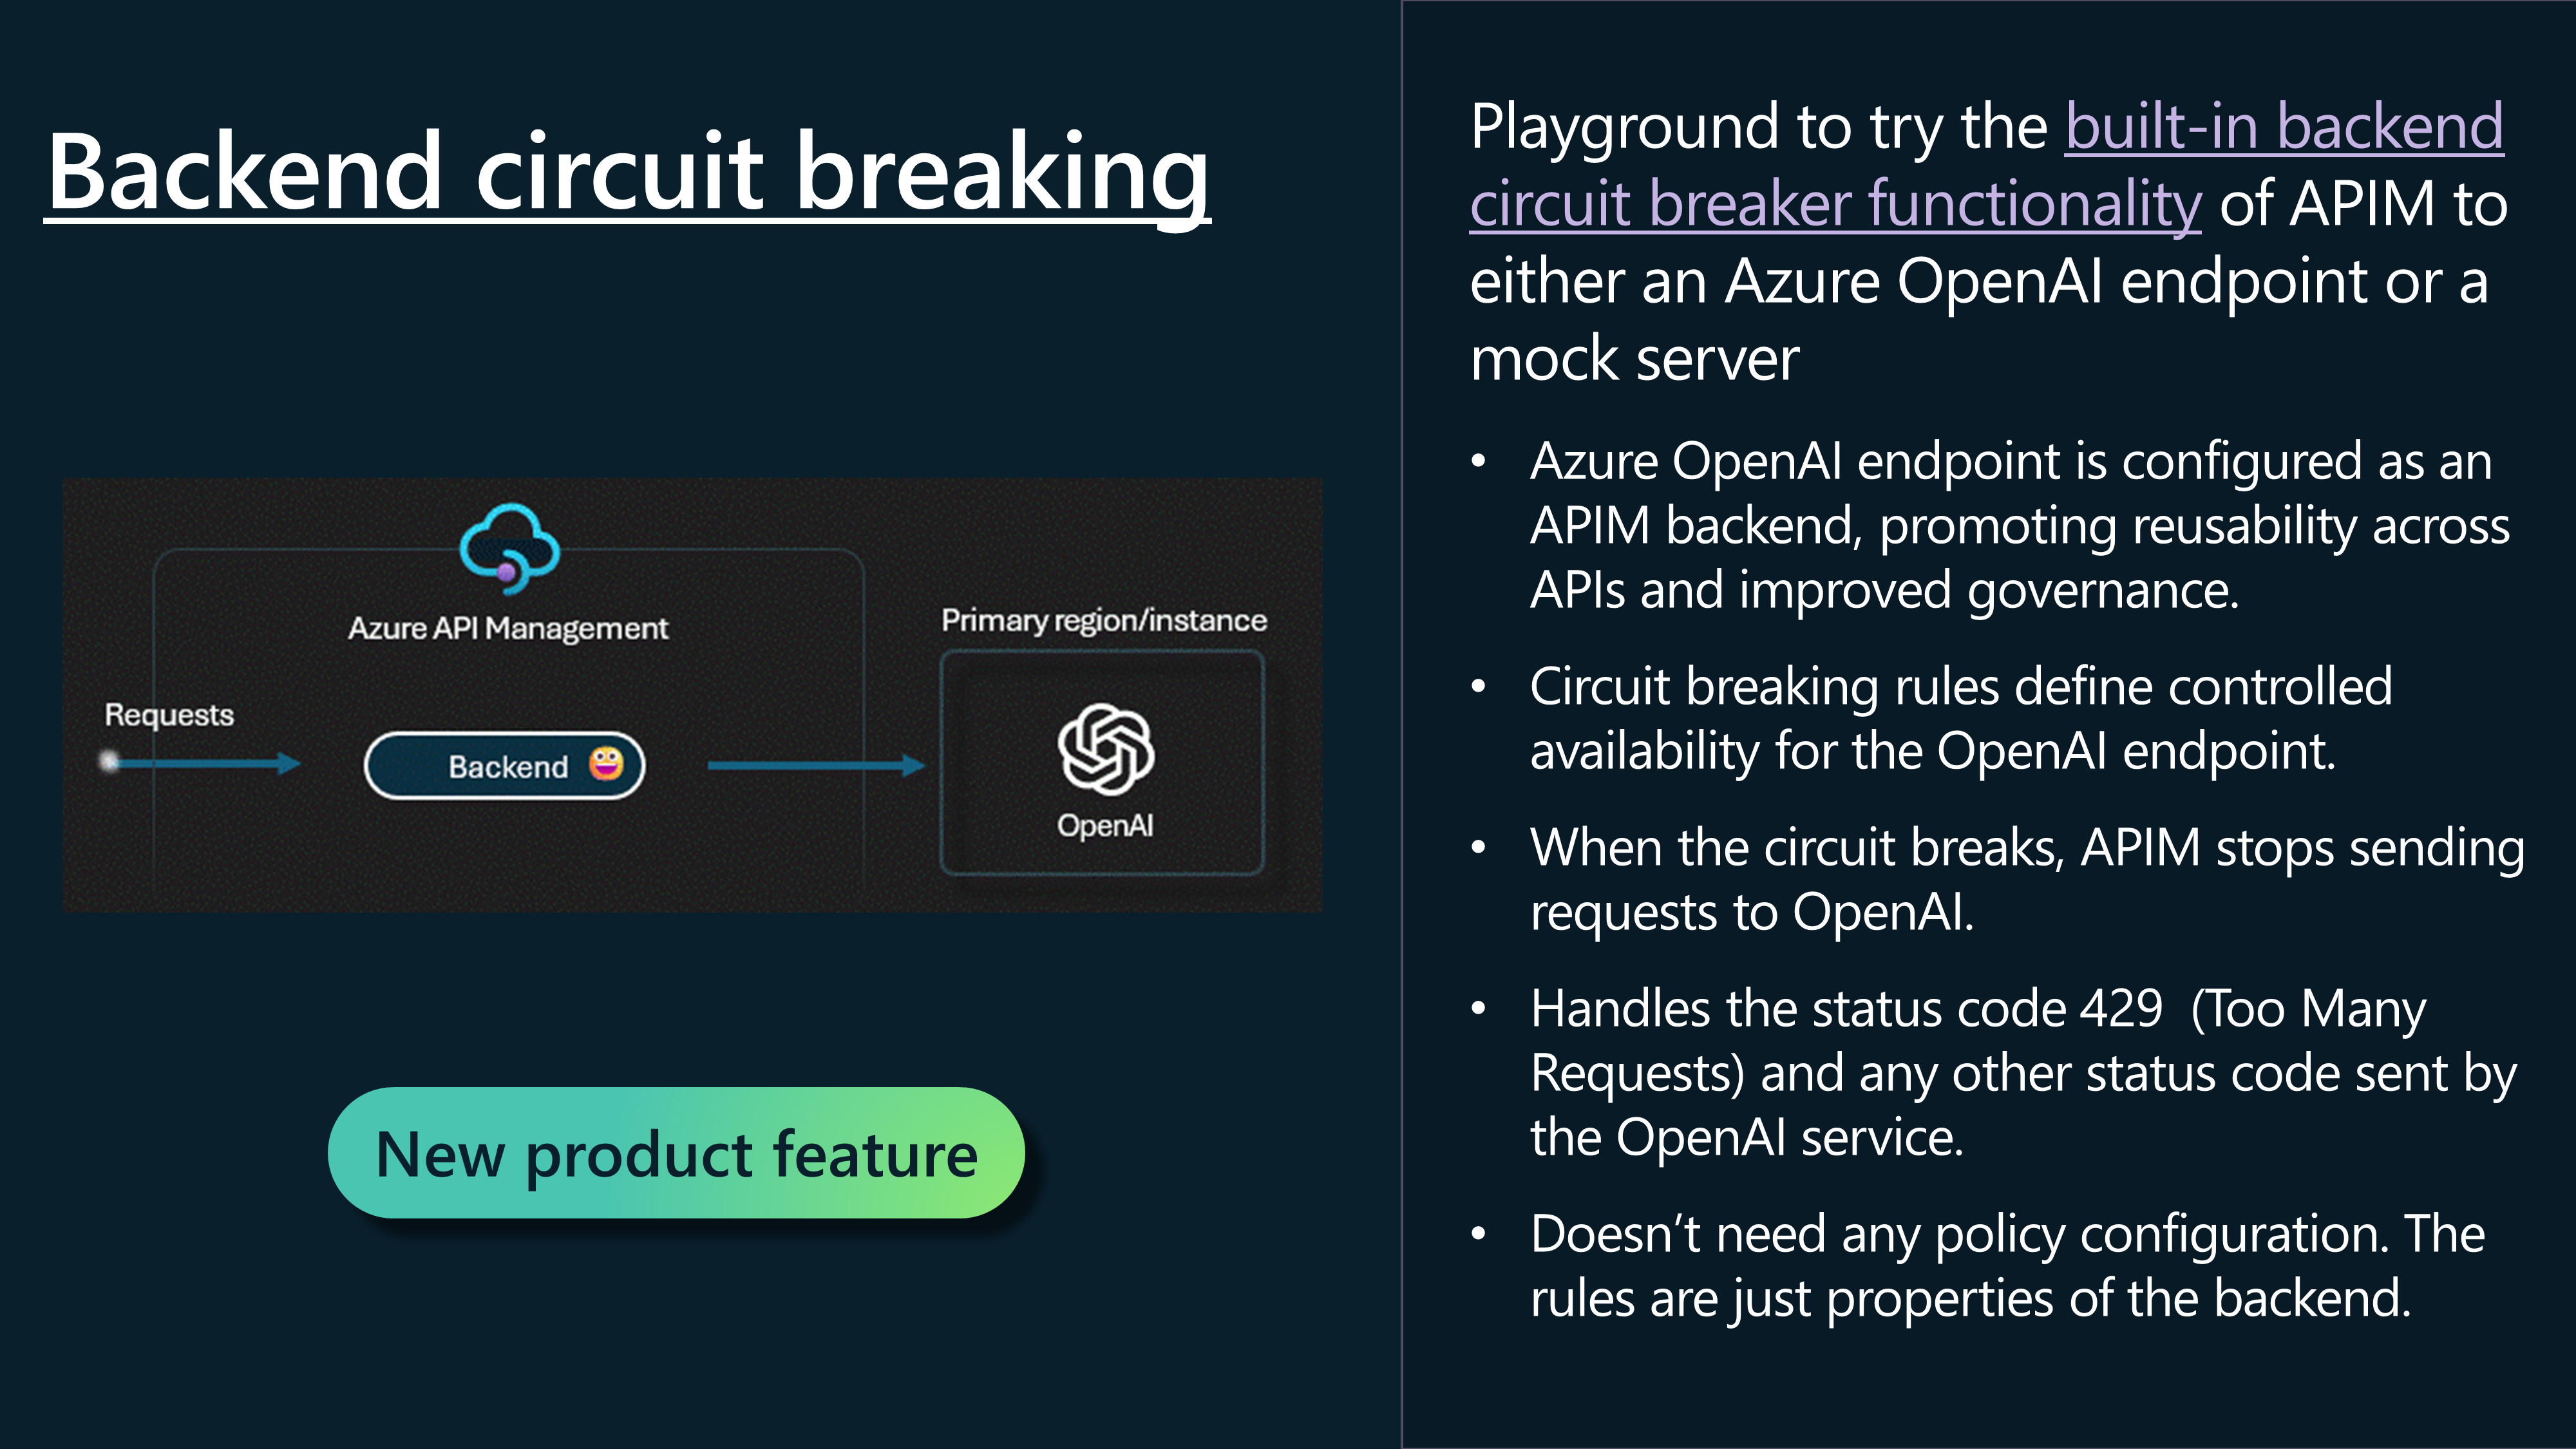 Backend circuit breaking
Azure API Management
Primary region/instance
Requests
Backend
OpenAI
New product feature
Playground to try the built-in backend
circuit breaker functionality of APIM to
either an Azure OpenAI endpoint or a
mock server
• Azure OpenAI endpoint is configured as an
APIM backend, promoting reusability across
APIs and improved governance.
• Circuit breaking rules define controlled
availability for the OpenAI endpoint.
• When the circuit breaks, APIM stops sending
requests to OpenAI.
• Handles the status code 429  (Too Many
Requests) and any other status code sent by
the OpenAI service.
• Doesn’t need any policy configuration. The
rules are just properties of the backend.